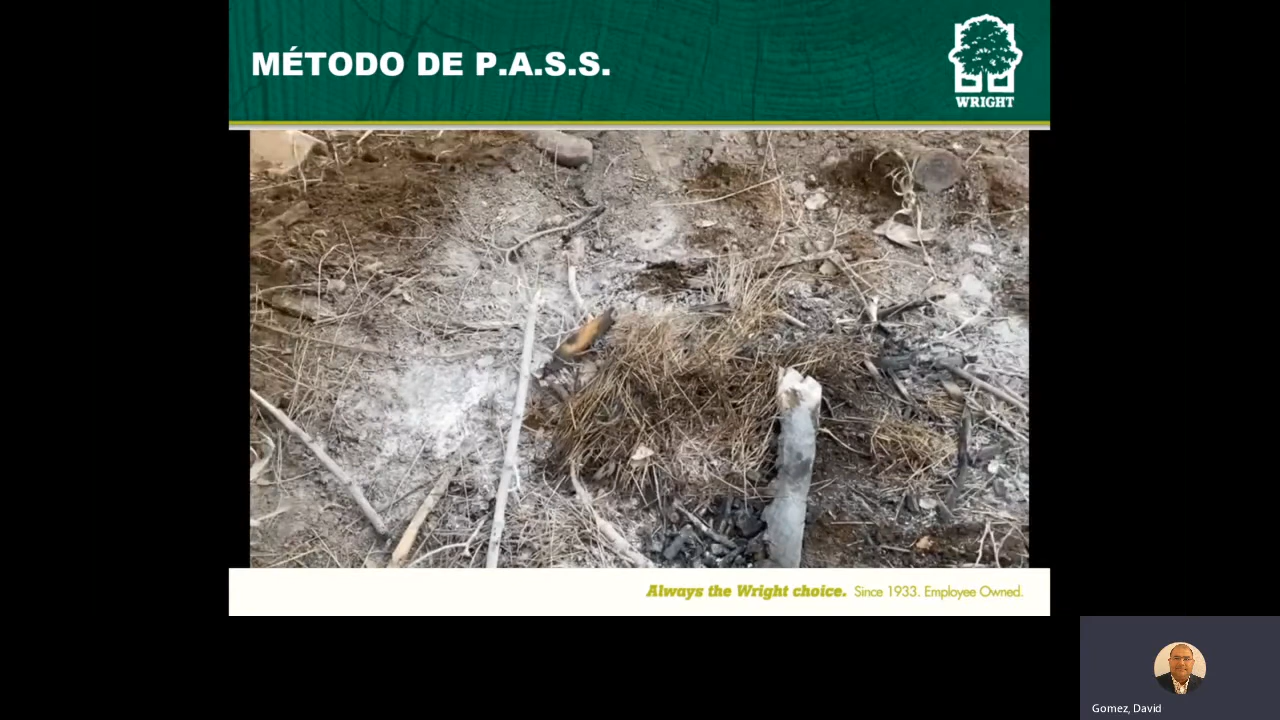 MÉTODO DE P.A.S.S.
WRIGHT
Always the Wright choice. Since 1933. Employee Owned.
Gomez, David